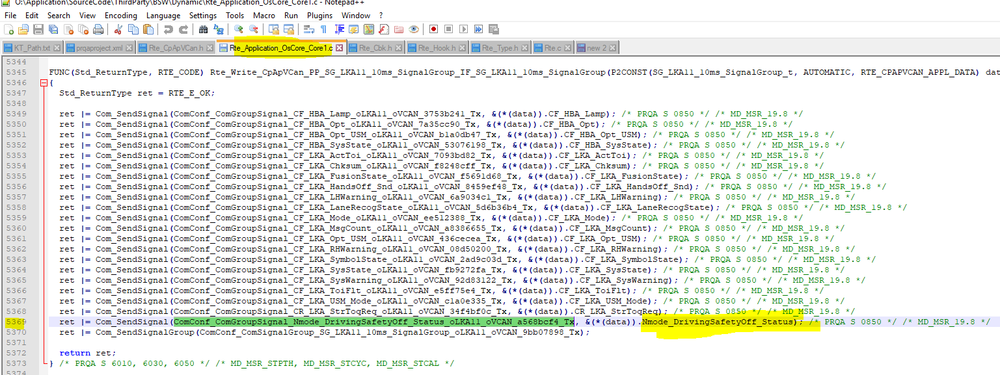 O:\Application\SourceCode\ThirdParty\BSW\Dynamic\Rte_Application_OsCore_Core1.c - Notepad++
File Edit Search View Encoding Language Settings Tools Macro Run Plugins Window ?
KT_Path.txt prqaproject.xml Rte_CpApVCan.h Rte_Application_OsCore_Core1.c Rte_Cbk.h Rte_Hook.h Rte_Type.h Rte.c new 2
5344
5345 FUNC(Std_ReturnType, RTE_CODE) Rte_Write_CpApVCan_PP_SG_LKA11_10ms_SignalGroup_IF_SG_LKA11_10ms_SignalGroup(P2CONST(SG_LKA11_10ms_SignalGroup_t, AUTOMATIC, RTE_CPAPVCAN_APPL_DATA) dat
5346 {
5347 Std_ReturnType ret = RTE_E_OK;
5348
5349 ret |= Com_SendSignal(ComConf_ComGroupSignal_CF_HBA_Lamp_oLKA11_oVCAN_3753b241_Tx, &(*(data)).CF_HBA_Lamp); /* PRQA S 0850 */ /* MD_MSR_19.8 */
5350 ret |= Com_SendSignal(ComConf_ComGroupSignal_CF_HBA_Opt_oLKA11_oVCAN_7a35cc90_Tx, &(*(data)).CF_HBA_Opt); /* PRQA S 0850 */ /* MD_MSR_19.8 */
5351 ret |= Com_SendSignal(ComConf_ComGroupSignal_CF_HBA_Opt_USM_oLKA11_oVCAN_b1a0db47_Tx, &(*(data)).CF_HBA_Opt_USM); /* PRQA S 0850 */ /* MD_MSR_19.8 */
5352 ret |= Com_SendSignal(ComConf_ComGroupSignal_CF_HBA_SysState_oLKA11_oVCAN_53076198_Tx, &(*(data)).CF_HBA_SysState); /* PRQA S 0850 */ /* MD_MSR_19.8 */
5353 ret |= Com_SendSignal(ComConf_ComGroupSignal_CF_LKA_ActToi_oLKA11_oVCAN_7093bd82_Tx, &(*(data)).CF_LKA_ActToi); /* PRQA S 0850 */ /* MD_MSR_19.8 */
5354 ret |= Com_SendSignal(ComConf_ComGroupSignal_CF_LKA_Chksum_oLKA11_oVCAN_f8248cff_Tx, &(*(data)).CF_LKA_Chksum); /* PRQA S 0850 */ /* MD_MSR_19.8 */
5355 ret |= Com_SendSignal(ComConf_ComGroupSignal_CF_LKA_FusionState_oLKA11_oVCAN_f5691d68_Tx, &(*(data)).CF_LKA_FusionState); /* PRQA S 0850 */ /* MD_MSR_19.8 */
5356 ret |= Com_SendSignal(ComConf_ComGroupSignal_CF_LKA_HandsOff_Snd_oLKA11_oVCAN_8459ef48_Tx, &(*(data)).CF_LKA_HandsOff_Snd); /* PRQA S 0850 */ /* MD_MSR_19.8 */
5357 ret |= Com_SendSignal(ComConf_ComGroupSignal_CF_LKA_LHWarning_oLKA11_oVCAN_6a9034c1_Tx, &(*(data)).CF_LKA_LHWarning); /* PRQA S 0850 */ /* MD_MSR_19.8 */
5358 ret |= Com_SendSignal(ComConf_ComGroupSignal_CF_LKA_LaneRecogState_oLKA11_oVCAN_5d6b36b4_Tx, &(*(data)).CF_LKA_LaneRecogState); /* PRQA S 0850 */ /* MD_MSR_19.8 */
5359 ret |= Com_SendSignal(ComConf_ComGroupSignal_CF_LKA_Mode_oLKA11_oVCAN_ee512388_Tx, &(*(data)).CF_LKA_Mode); /* PRQA S 0850 */ /* MD_MSR_19.8 */
5360 ret |= Com_SendSignal(ComConf_ComGroupSignal_CF_LKA_MsgCount_oLKA11_oVCAN_a8386655_Tx, &(*(data)).CF_LKA_MsgCount); /* PRQA S 0850 */ /* MD_MSR_19.8 */
5361 ret |= Com_SendSignal(ComConf_ComGroupSignal_CF_LKA_Opt_USM_oLKA11_oVCAN_436cecea_Tx, &(*(data)).CF_LKA_Opt_USM); /* PRQA S 0850 */ /* MD_MSR_19.8 */
5362 ret |= Com_SendSignal(ComConf_ComGroupSignal_CF_LKA_RHWarning_oLKA11_oVCAN_08d50200_Tx, &(*(data)).CF_LKA_RHWarning); /* PRQA S 0850 */ /* MD_MSR_19.8 */
5363 ret |= Com_SendSignal(ComConf_ComGroupSignal_CF_LKA_SymbolState_oLKA11_oVCAN_2ad9c03d_Tx, &(*(data)).CF_LKA_SymbolState); /* PRQA S 0850 */ /* MD_MSR_19.8 */
5364 ret |= Com_SendSignal(ComConf_ComGroupSignal_CF_LKA_SysState_oLKA11_oVCAN_fb9272fa_Tx, &(*(data)).CF_LKA_SysState); /* PRQA S 0850 */ /* MD_MSR_19.8 */
5365 ret |= Com_SendSignal(ComConf_ComGroupSignal_CF_LKA_SysWarning_oLKA11_oVCAN_92d83122_Tx, &(*(data)).CF_LKA_SysWarning); /* PRQA S 0850 */ /* MD_MSR_19.8 */
5366 ret |= Com_SendSignal(ComConf_ComGroupSignal_CF_LKA_ToiFlt_oLKA11_oVCAN_e5ff75e4_Tx, &(*(data)).CF_LKA_ToiFlt); /* PRQA S 0850 */ /* MD_MSR_19.8 */
5367 ret |= Com_SendSignal(ComConf_ComGroupSignal_CF_LKA_USM_Mode_oLKA11_oVCAN_c1a0e335_Tx, &(*(data)).CF_LKA_USM_Mode); /* PRQA S 0850 */ /* MD_MSR_19.8 */
5368 ret |= Com_SendSignal(ComConf_ComGroupSignal_CR_LKA_StrToqReq_oLKA11_oVCAN_34f4bf0c_Tx, &(*(data)).CR_LKA_StrToqReq); /* PRQA S 0850 */ /* MD_MSR_19.8 */
5369 ret |= Com_SendSignal(ComConf_ComGroupSignal_Nmode_DrivingSafetyOff_Status_oLKA11_oVCAN_a568bcf4_Tx, &(*(data)).Nmode_DrivingSafetyOff_Status); /* PRQA S 0850 */ /* MD_MSR_19.8 */
5370 ret |= Com_SendSignalGroup(ComConf_ComSignalGroup_SG_LKA11_10ms_SignalGroup_oLKA11_oVCAN_9bb07898_Tx);
5371
5372 return ret;
5373 } /* PRQA S 6010, 6030, 6050 */ /* MD_MSR_STPTH, MD_MSR_STCYC, MD_MSR_STCAL */
5374